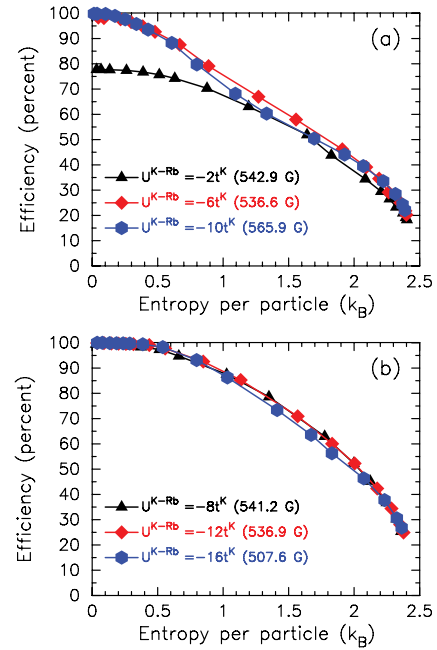 100
90
80
70
60
50
40
30
20
10
0
Efficiency (percent)
(a)
U^{K-Rb} =-2t^K (542.9 G)
U^{K-Rb} =-6t^K (536.6 G)
U^{K-Rb} =-10t^K (565.9 G)
0 0.5 1 1.5 2 2.5
Entropy per particle (k_B)
100
90
80
70
60
50
40
30
20
10
0
Efficiency (percent)
(b)
U^{K-Rb} =-8t^K (541.2 G)
U^{K-Rb} =-12t^K (536.9 G)
U^{K-Rb} =-16t^K (507.6 G)
0 0.5 1 1.5 2 2.5
Entropy per particle (k_B)